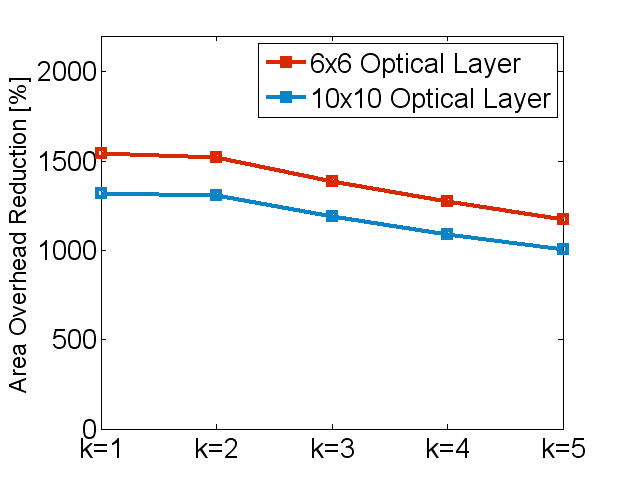 6x6 Optical Layer
10x10 Optical Layer
Area Overhead Reduction [%]
2000
1500
1000
500
0
k=1 k=2 k=3 k=4 k=5